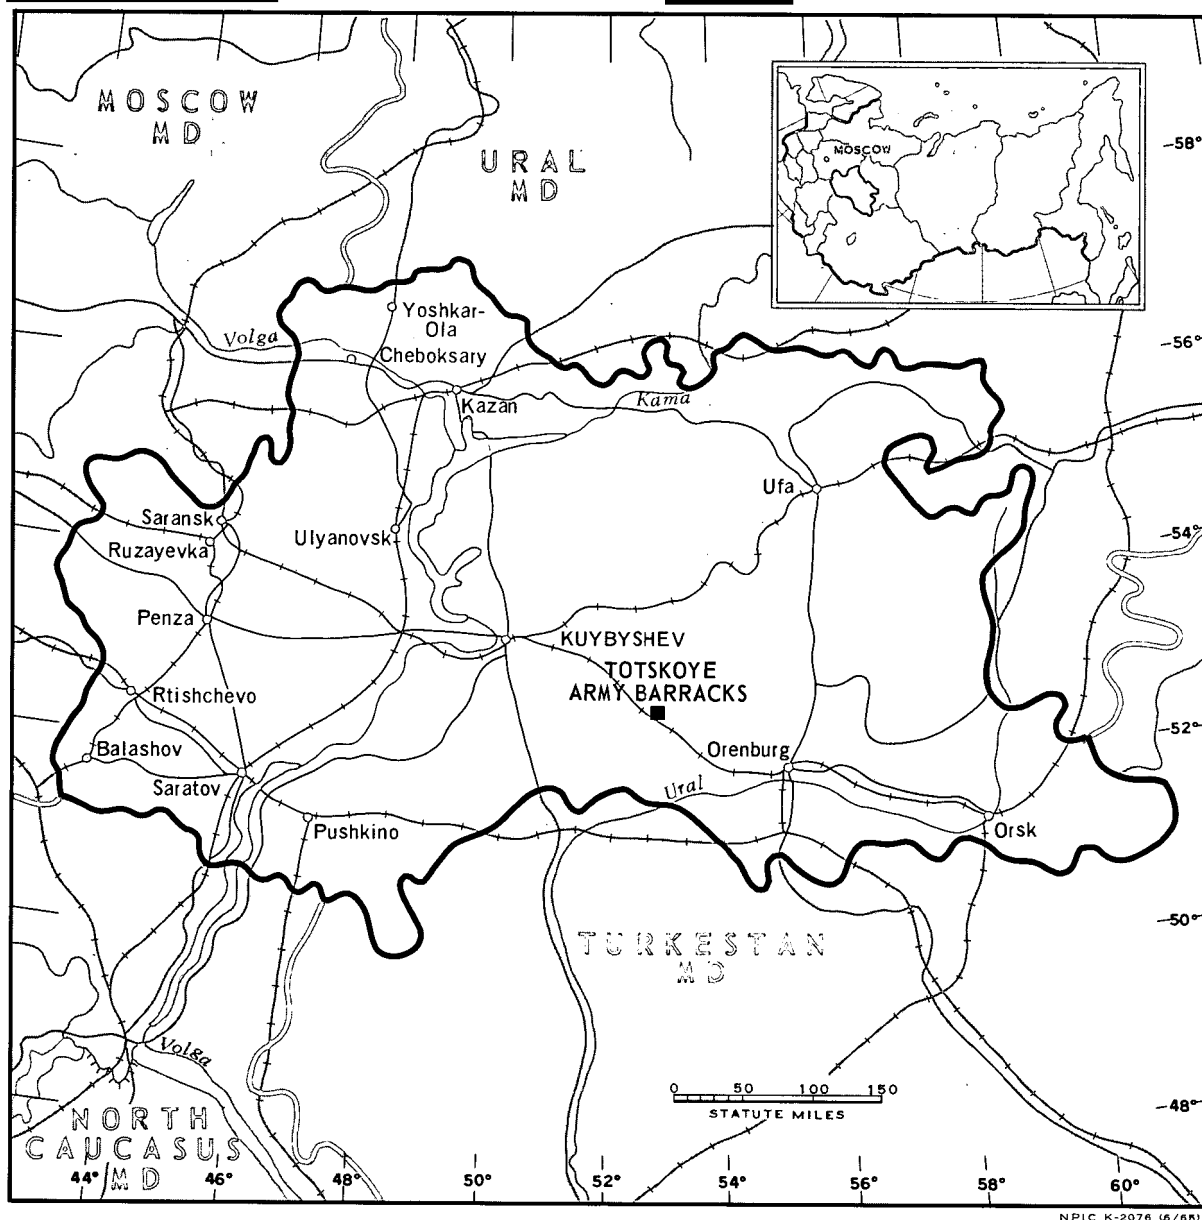 MOSCOW
MD
URAL
MD
MOSCOW
58°
Yoshkar-
Ola
Volga
Cheboksary
56°
Kazan
Kama
Ufa
Saransk
Ulyanovsk
54°
Ruzayevka
Penza
KUYBYSHEV
TOTSKOYE
ARMY BARRACKS
Rtishchevo
52°
Balashov
Orenburg
Saratov
Ural
Pushkino
Orsk
50°
TURKESTAN
MD
Volga
0 50 100 150
STATUTE MILES
48°
NORTH
CAUCASUS
MD
44° 46° 48° 50° 52° 54° 56° 58° 60°
NPIC K-2076 (6/65)